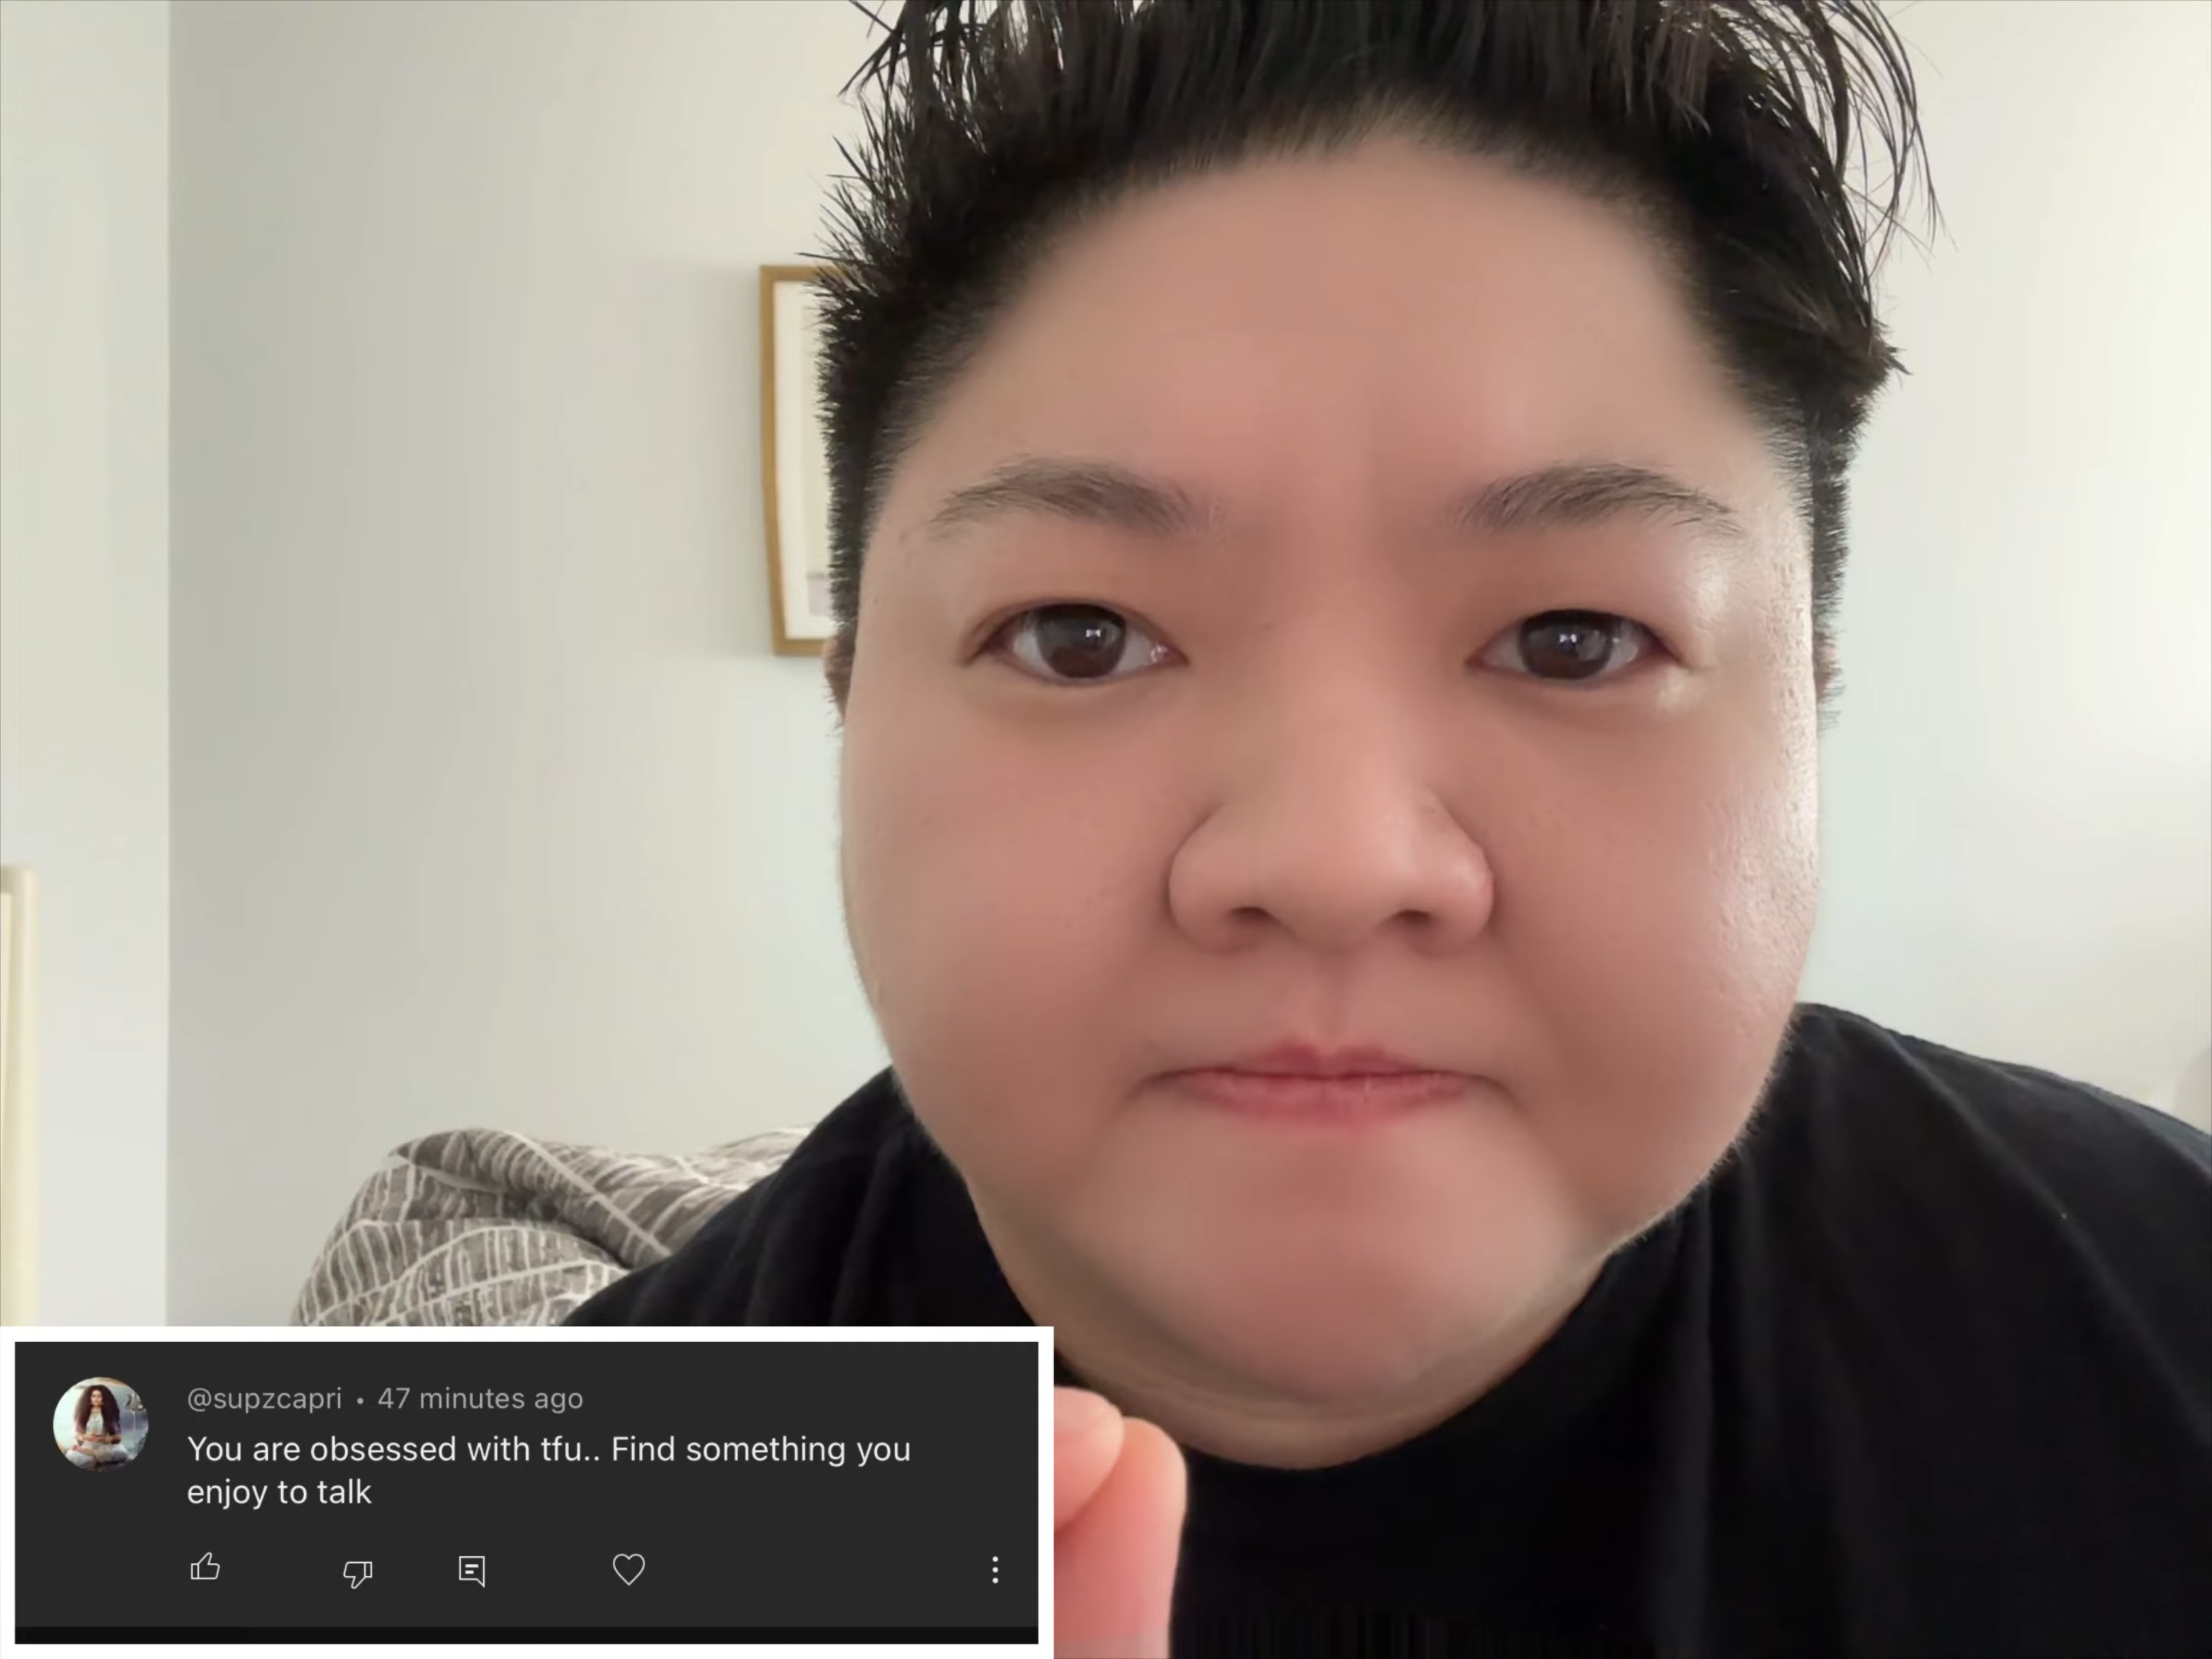 @supzcapri • 47 minutes ago
You are obsessed with tfu.. Find something you
enjoy to talk